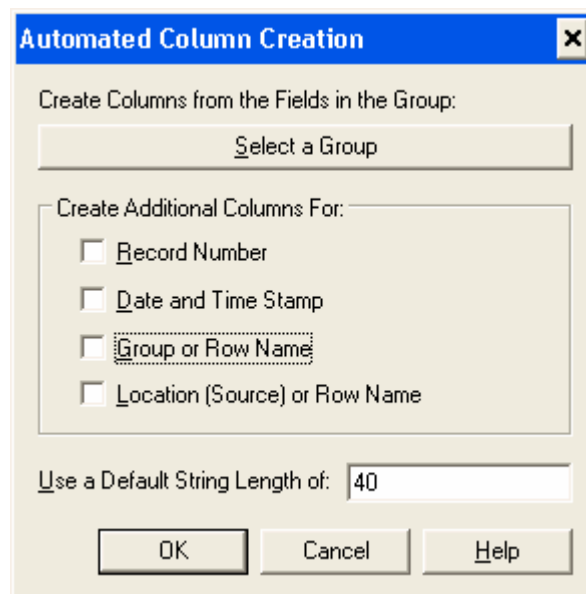 Automated Column Creation
Create Columns from the Fields in the Group:
Select a Group
Create Additional Columns For:
Record Number
Date and Time Stamp
Group or Row Name
Location (Source) or Row Name
Use a Default String Length of: 40
OK Cancel Help